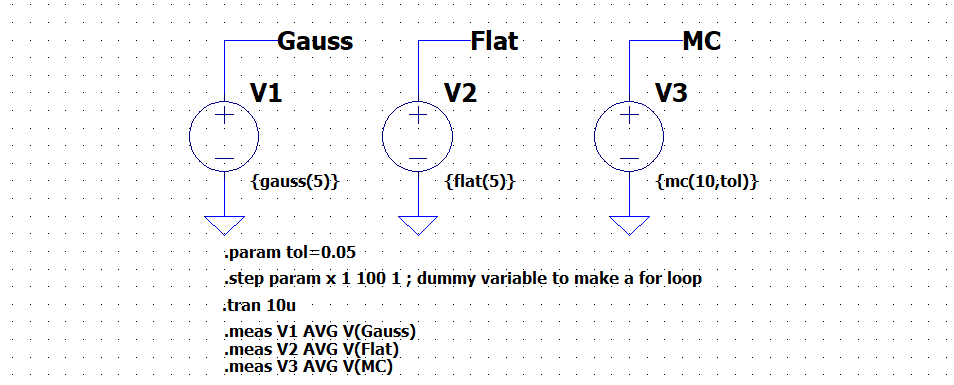 Gauss Flat MC
V1 V2 V3
{gauss(5)} {flat(5)} {mc(10,tol)}
.param tol=0.05
.step param x 1 100 1 ; dummy variable to make a for loop
.tran 10u
.meas V1 AVG V(Gauss)
.meas V2 AVG V(Flat)
.meas V3 AVG V(MC)